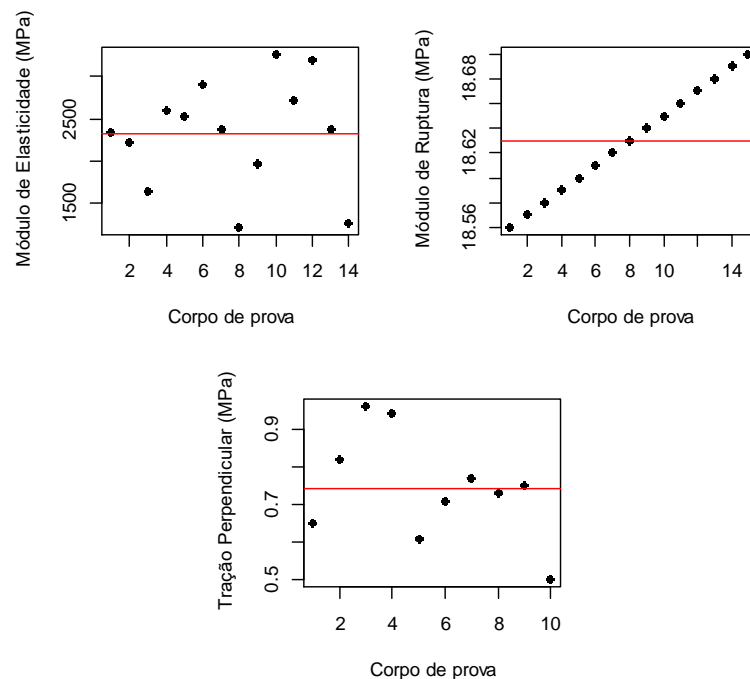 Módulo de Elasticidade (MPa)
2500
1500
2 4 6 8 10 12 14
Corpo de prova
Módulo de Ruptura (MPa)
18.68
18.62
18.56
2 4 6 8 10 14
Corpo de prova
Tração Perpendicular (MPa)
0.9
0.7
0.5
2 4 6 8 10
Corpo de prova